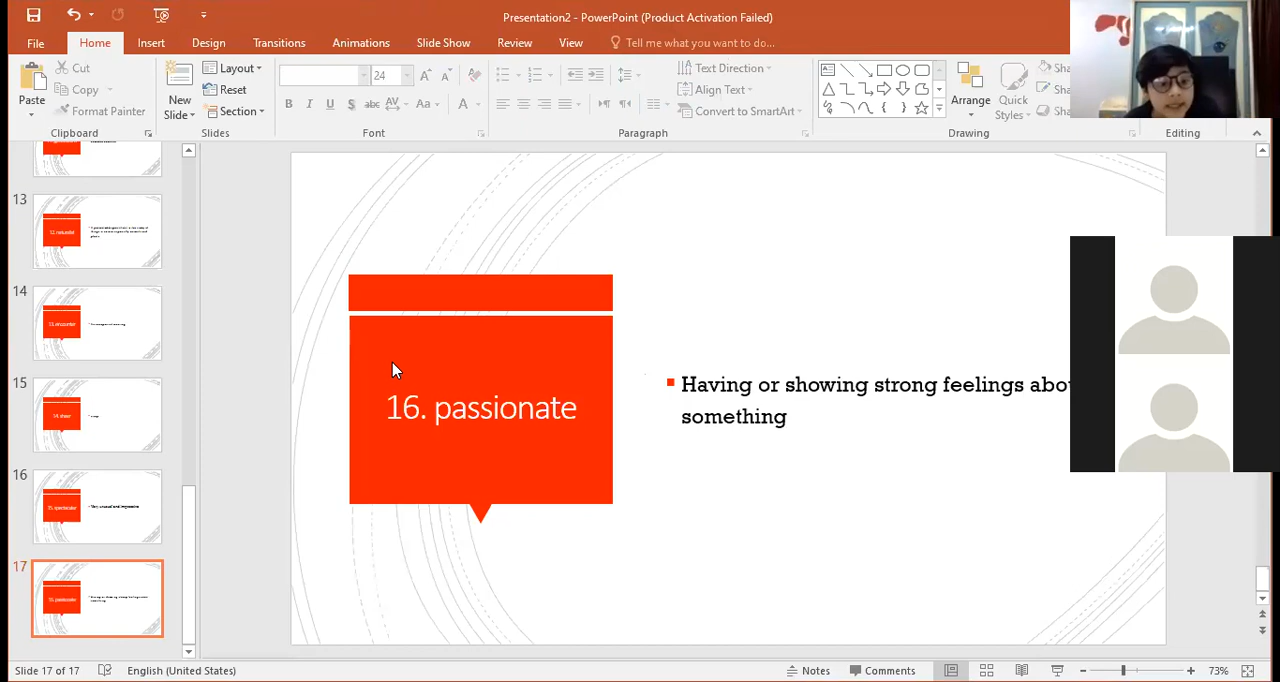 Presentation2 - PowerPoint (Product Activation Failed)
File Home Insert Design Transitions Animations Slide Show Review View Tell me what you want to do...
Paste
Cut
Copy
Format Painter
Clipboard
New Slide
Layout
Reset
Section
Slides
24
B I U S abc AV Aa A
Font
Text Direction
Align Text
Convert to SmartArt
Paragraph
Arrange
Quick Styles
Drawing
Editing
13
14
15
16
17
16. passionate
Having or showing strong feelings
something
Slide 17 of 17 English (United States) Notes Comments 73%